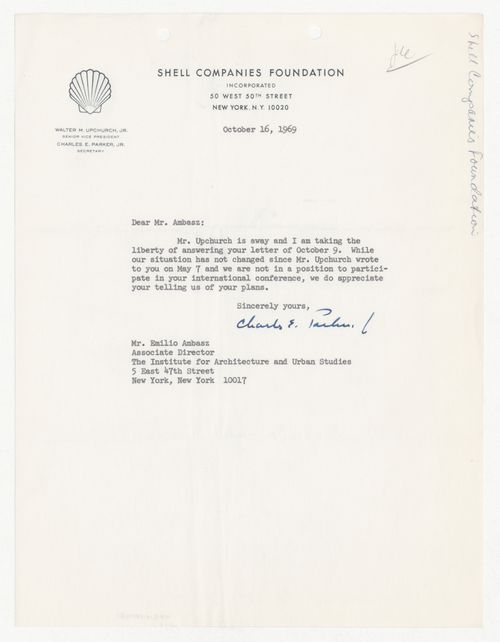 SHELL COMPANIES FOUNDATION
INCORPORATED
50 WEST 50TH STREET
NEW YORK, N. Y. 10020
WALTER H. UPCHURCH, JR.
SENIOR VICE PRESIDENT
CHARLES E. PARKER, JR.
SECRETARY
October 16, 1969
Shell Companies Foundation
Dear Mr. Ambasz:
Mr. Upchurch is away and I am taking the
liberty of answering your letter of October 9. While
our situation has not changed since Mr. Upchurch wrote
to you on May 7 and we are not in a position to partici-
pate in your international conference, we do appreciate
your telling us of your plans.
Sincerely yours,
Charles E. Parker, Jr
Mr. Emilio Ambasz
Associate Director
The Institute for Architecture and Urban Studies
5 East 47th Street
New York, New York 10017